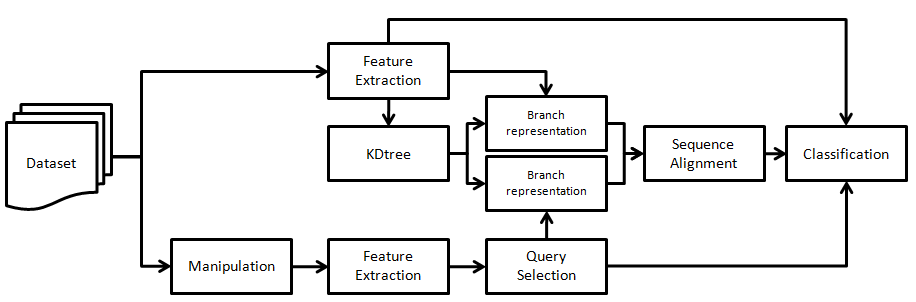 Feature
Extraction
Dataset
KDtree
Branch
representation
Branch
representation
Sequence
Alignment
Classification
Manipulation
Feature
Extraction
Query
Selection